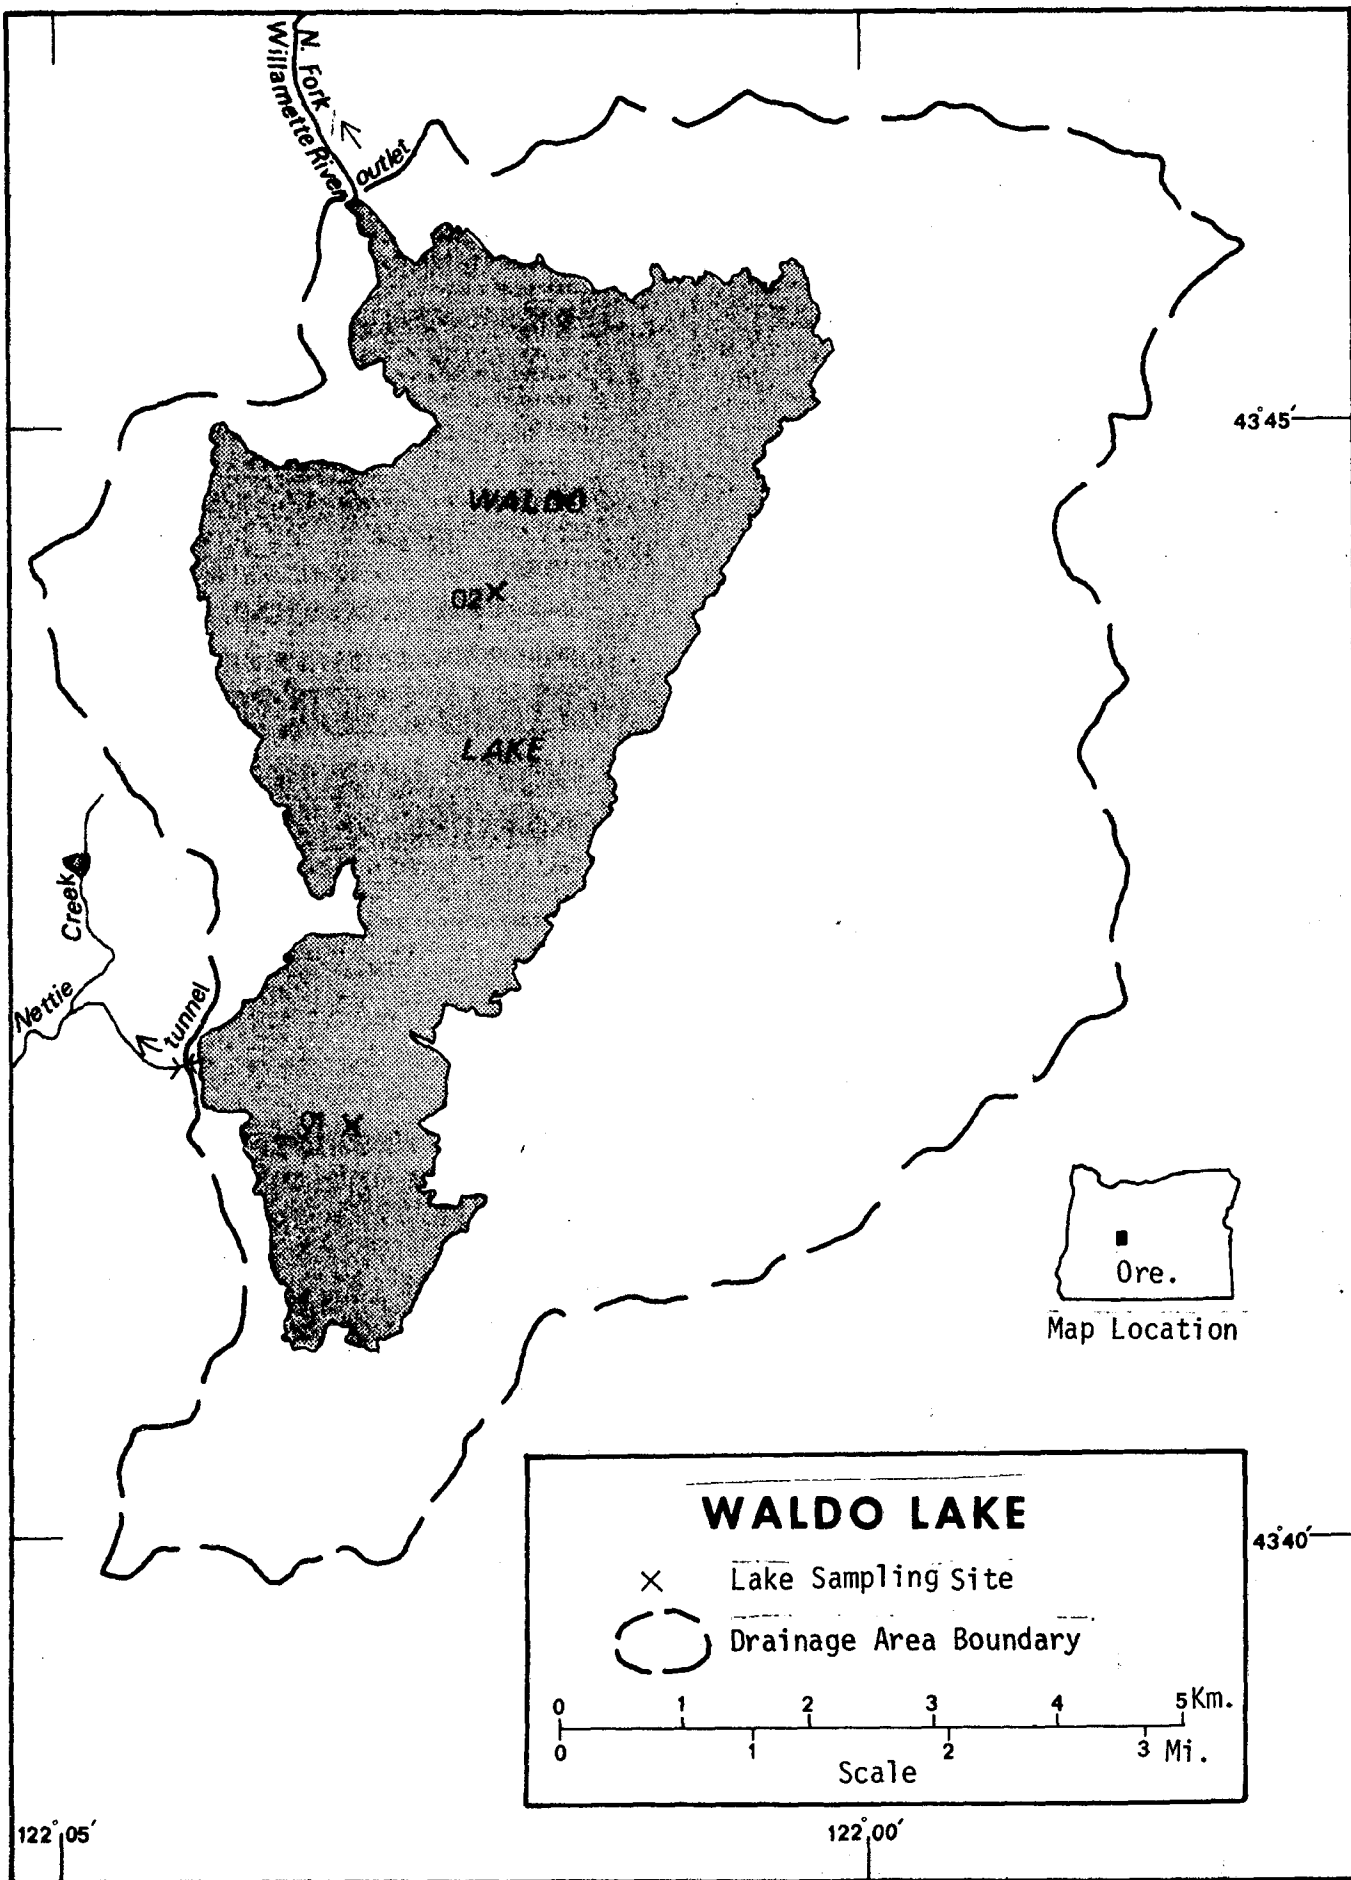 N. Fork
Willamette River
outlet
43°45'
WALDO
02
LAKE
Creek
Nettie
tunnel
01
Ore.
Map Location
WALDO LAKE
Lake Sampling Site
Drainage Area Boundary
0 1 2 3 4 5 Km.
0 1 2 3 Mi.
Scale
43°40'
122°05'
122°00'